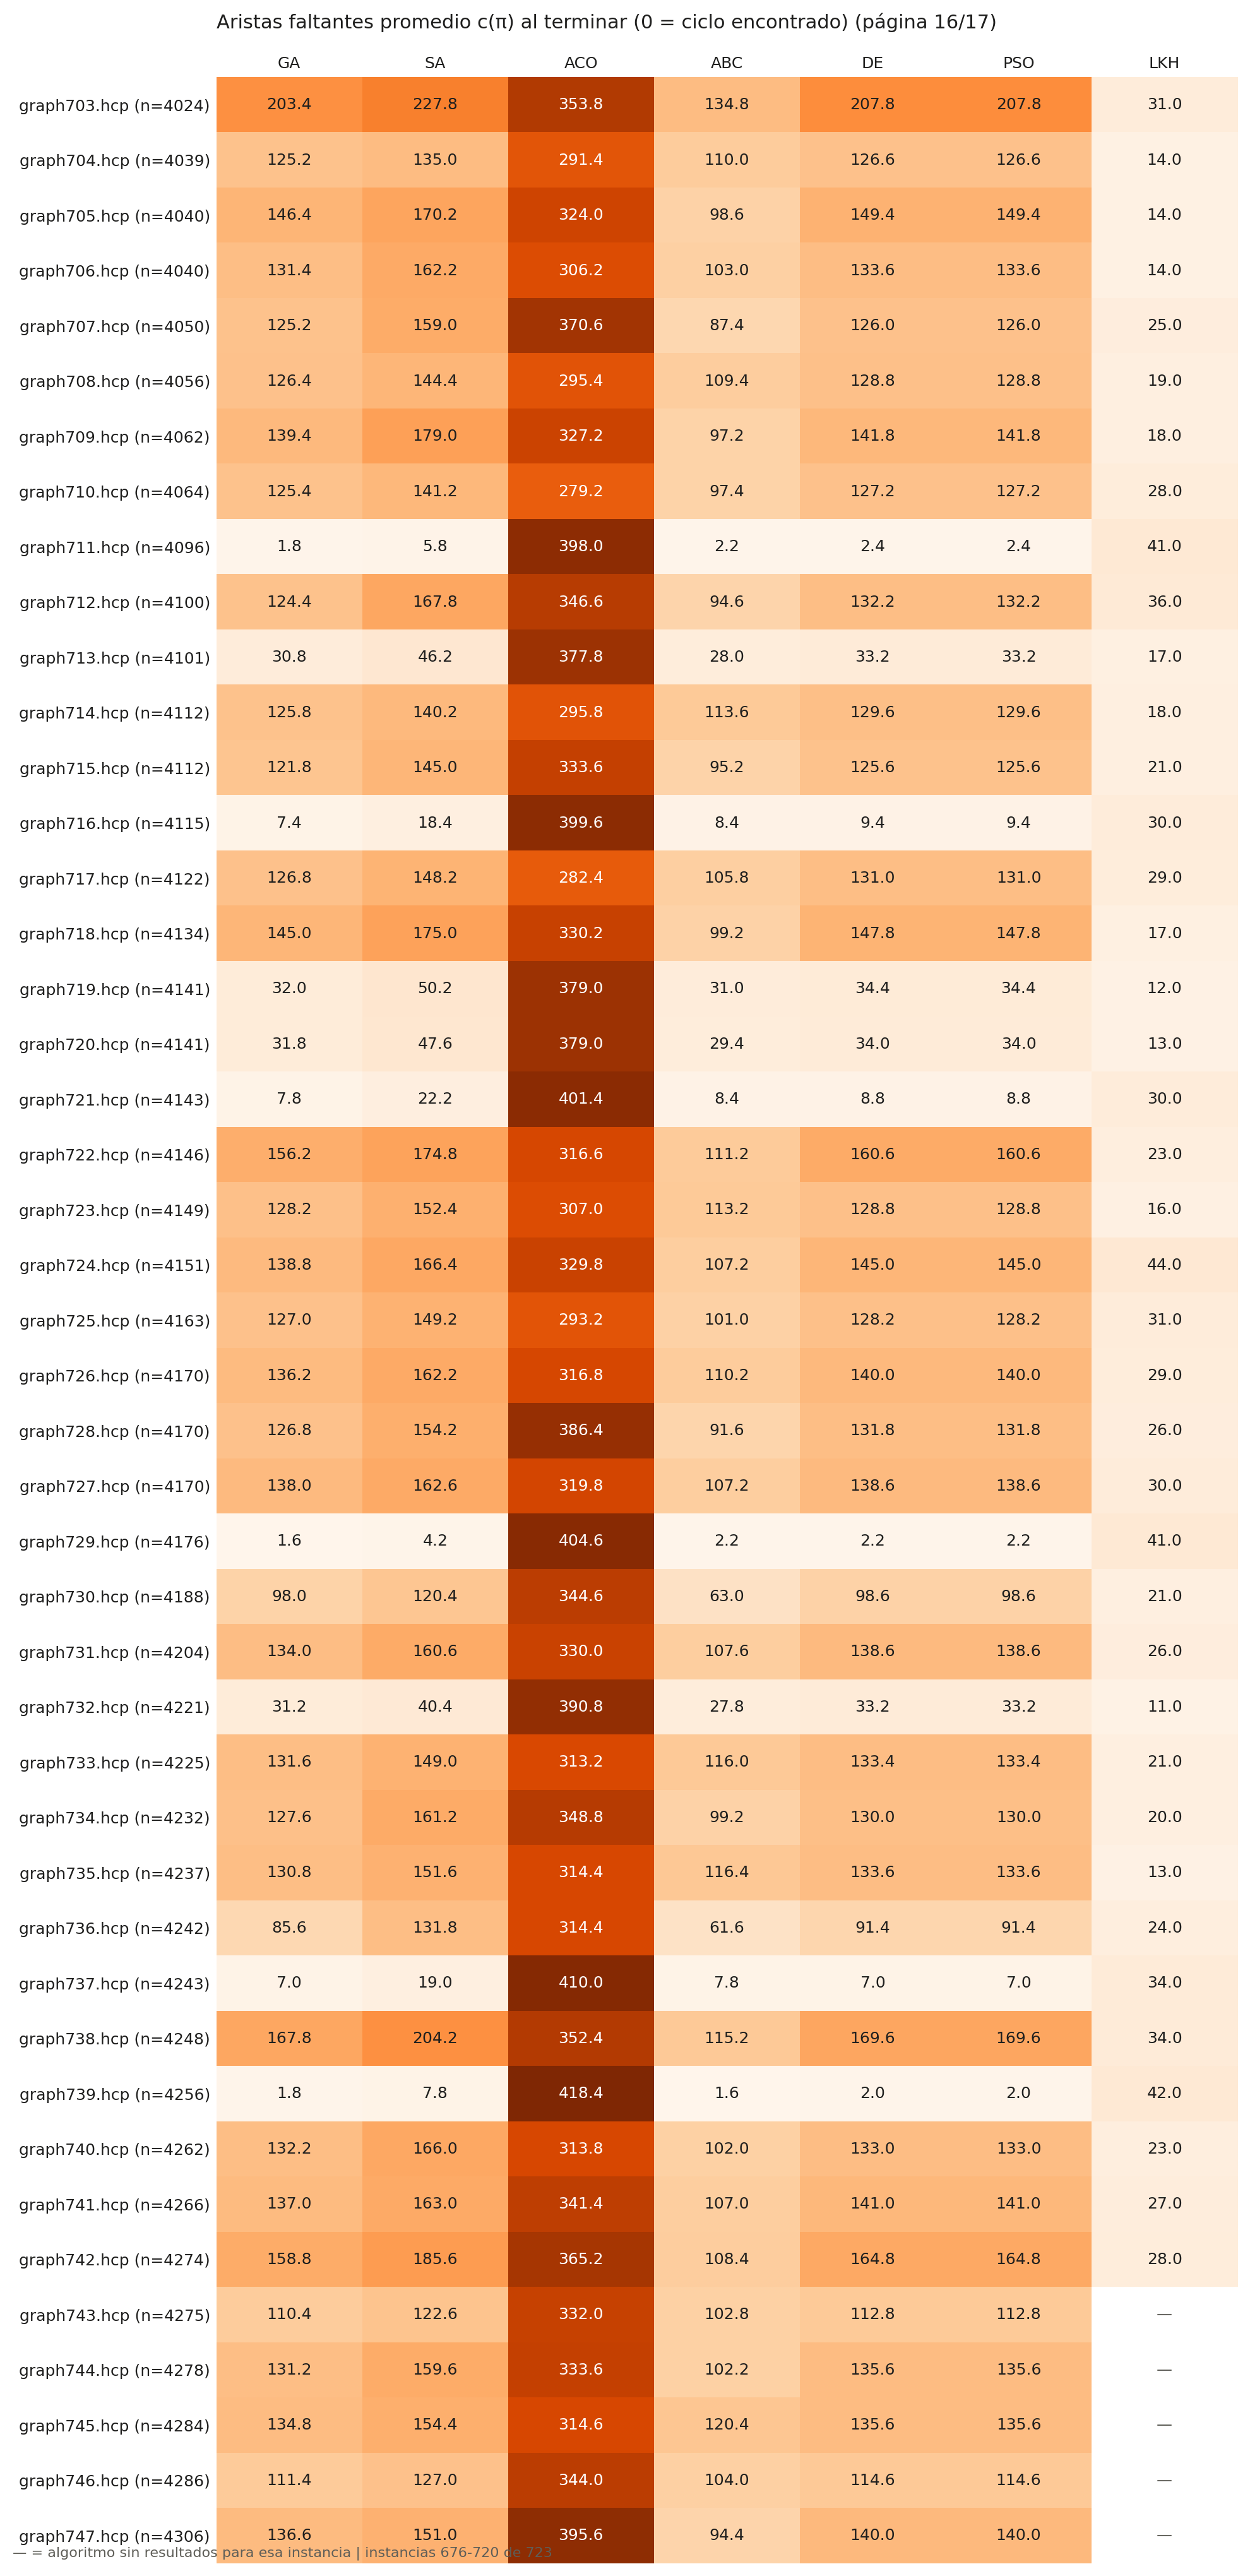 Aristas faltantes promedio c(π) al terminar (0 = ciclo encontrado) (página 16/17)
GA SA ACO ABC DE PSO LKH
graph703.hcp (n=4024) 203.4 227.8 353.8 134.8 207.8 207.8 31.0
graph704.hcp (n=4039) 125.2 135.0 291.4 110.0 126.6 126.6 14.0
graph705.hcp (n=4040) 146.4 170.2 324.0 98.6 149.4 149.4 14.0
graph706.hcp (n=4040) 131.4 162.2 306.2 103.0 133.6 133.6 14.0
graph707.hcp (n=4050) 125.2 159.0 370.6 87.4 126.0 126.0 25.0
graph708.hcp (n=4056) 126.4 144.4 295.4 109.4 128.8 128.8 19.0
graph709.hcp (n=4062) 139.4 179.0 327.2 97.2 141.8 141.8 18.0
graph710.hcp (n=4064) 125.4 141.2 279.2 97.4 127.2 127.2 28.0
graph711.hcp (n=4096) 1.8 5.8 398.0 2.2 2.4 2.4 41.0
graph712.hcp (n=4100) 124.4 167.8 346.6 94.6 132.2 132.2 36.0
graph713.hcp (n=4101) 30.8 46.2 377.8 28.0 33.2 33.2 17.0
graph714.hcp (n=4112) 125.8 140.2 295.8 113.6 129.6 129.6 18.0
graph715.hcp (n=4112) 121.8 145.0 333.6 95.2 125.6 125.6 21.0
graph716.hcp (n=4115) 7.4 18.4 399.6 8.4 9.4 9.4 30.0
graph717.hcp (n=4122) 126.8 148.2 282.4 105.8 131.0 131.0 29.0
graph718.hcp (n=4134) 145.0 175.0 330.2 99.2 147.8 147.8 17.0
graph719.hcp (n=4141) 32.0 50.2 379.0 31.0 34.4 34.4 12.0
graph720.hcp (n=4141) 31.8 47.6 379.0 29.4 34.0 34.0 13.0
graph721.hcp (n=4143) 7.8 22.2 401.4 8.4 8.8 8.8 30.0
graph722.hcp (n=4146) 156.2 174.8 316.6 111.2 160.6 160.6 23.0
graph723.hcp (n=4149) 128.2 152.4 307.0 113.2 128.8 128.8 16.0
graph724.hcp (n=4151) 138.8 166.4 329.8 107.2 145.0 145.0 44.0
graph725.hcp (n=4163) 127.0 149.2 293.2 101.0 128.2 128.2 31.0
graph726.hcp (n=4170) 136.2 162.2 316.8 110.2 140.0 140.0 29.0
graph728.hcp (n=4170) 126.8 154.2 386.4 91.6 131.8 131.8 26.0
graph727.hcp (n=4170) 138.0 162.6 319.8 107.2 138.6 138.6 30.0
graph729.hcp (n=4176) 1.6 4.2 404.6 2.2 2.2 2.2 41.0
graph730.hcp (n=4188) 98.0 120.4 344.6 63.0 98.6 98.6 21.0
graph731.hcp (n=4204) 134.0 160.6 330.0 107.6 138.6 138.6 26.0
graph732.hcp (n=4221) 31.2 40.4 390.8 27.8 33.2 33.2 11.0
graph733.hcp (n=4225) 131.6 149.0 313.2 116.0 133.4 133.4 21.0
graph734.hcp (n=4232) 127.6 161.2 348.8 99.2 130.0 130.0 20.0
graph735.hcp (n=4237) 130.8 151.6 314.4 116.4 133.6 133.6 13.0
graph736.hcp (n=4242) 85.6 131.8 314.4 61.6 91.4 91.4 24.0
graph737.hcp (n=4243) 7.0 19.0 410.0 7.8 7.0 7.0 34.0
graph738.hcp (n=4248) 167.8 204.2 352.4 115.2 169.6 169.6 34.0
graph739.hcp (n=4256) 1.8 7.8 418.4 1.6 2.0 2.0 42.0
graph740.hcp (n=4262) 132.2 166.0 313.8 102.0 133.0 133.0 23.0
graph741.hcp (n=4266) 137.0 163.0 341.4 107.0 141.0 141.0 27.0
graph742.hcp (n=4274) 158.8 185.6 365.2 108.4 164.8 164.8 28.0
graph743.hcp (n=4275) 110.4 122.6 332.0 102.8 112.8 112.8 —
graph744.hcp (n=4278) 131.2 159.6 333.6 102.2 135.6 135.6 —
graph745.hcp (n=4284) 134.8 154.4 314.6 120.4 135.6 135.6 —
graph746.hcp (n=4286) 111.4 127.0 344.0 104.0 114.6 114.6 —
graph747.hcp (n=4306) 136.6 151.0 395.6 94.4 140.0 140.0 —
— = algoritmo sin resultados para esa instancia | instancias 676-720 de 723